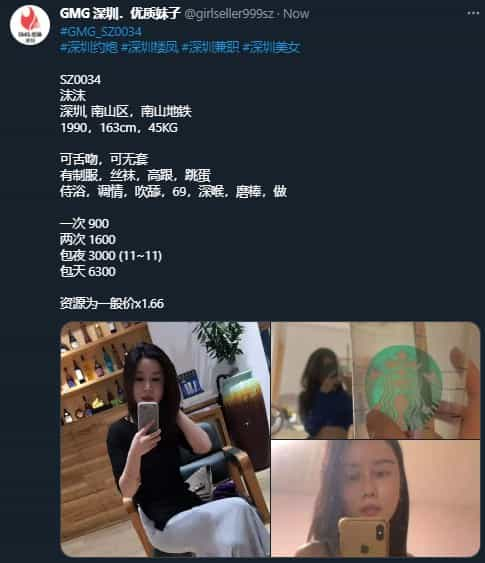 GMG 深圳．优质妹子 @girlseller999sz · Now
#GMG_SZ0034
#深圳约炮 #深圳楼凤 #深圳兼职 #深圳美女
SZ0034
沫沫
深圳, 南山区，南山地铁
1990，163cm，45KG
可舌吻，可无套
有制服，丝袜，高跟，跳蛋
侍浴，调情，吹舔，69，深喉，磨棒，做
一次 900
两次 1600
包夜 3000 (11~11)
包天 6300
资源为一般价x1.66